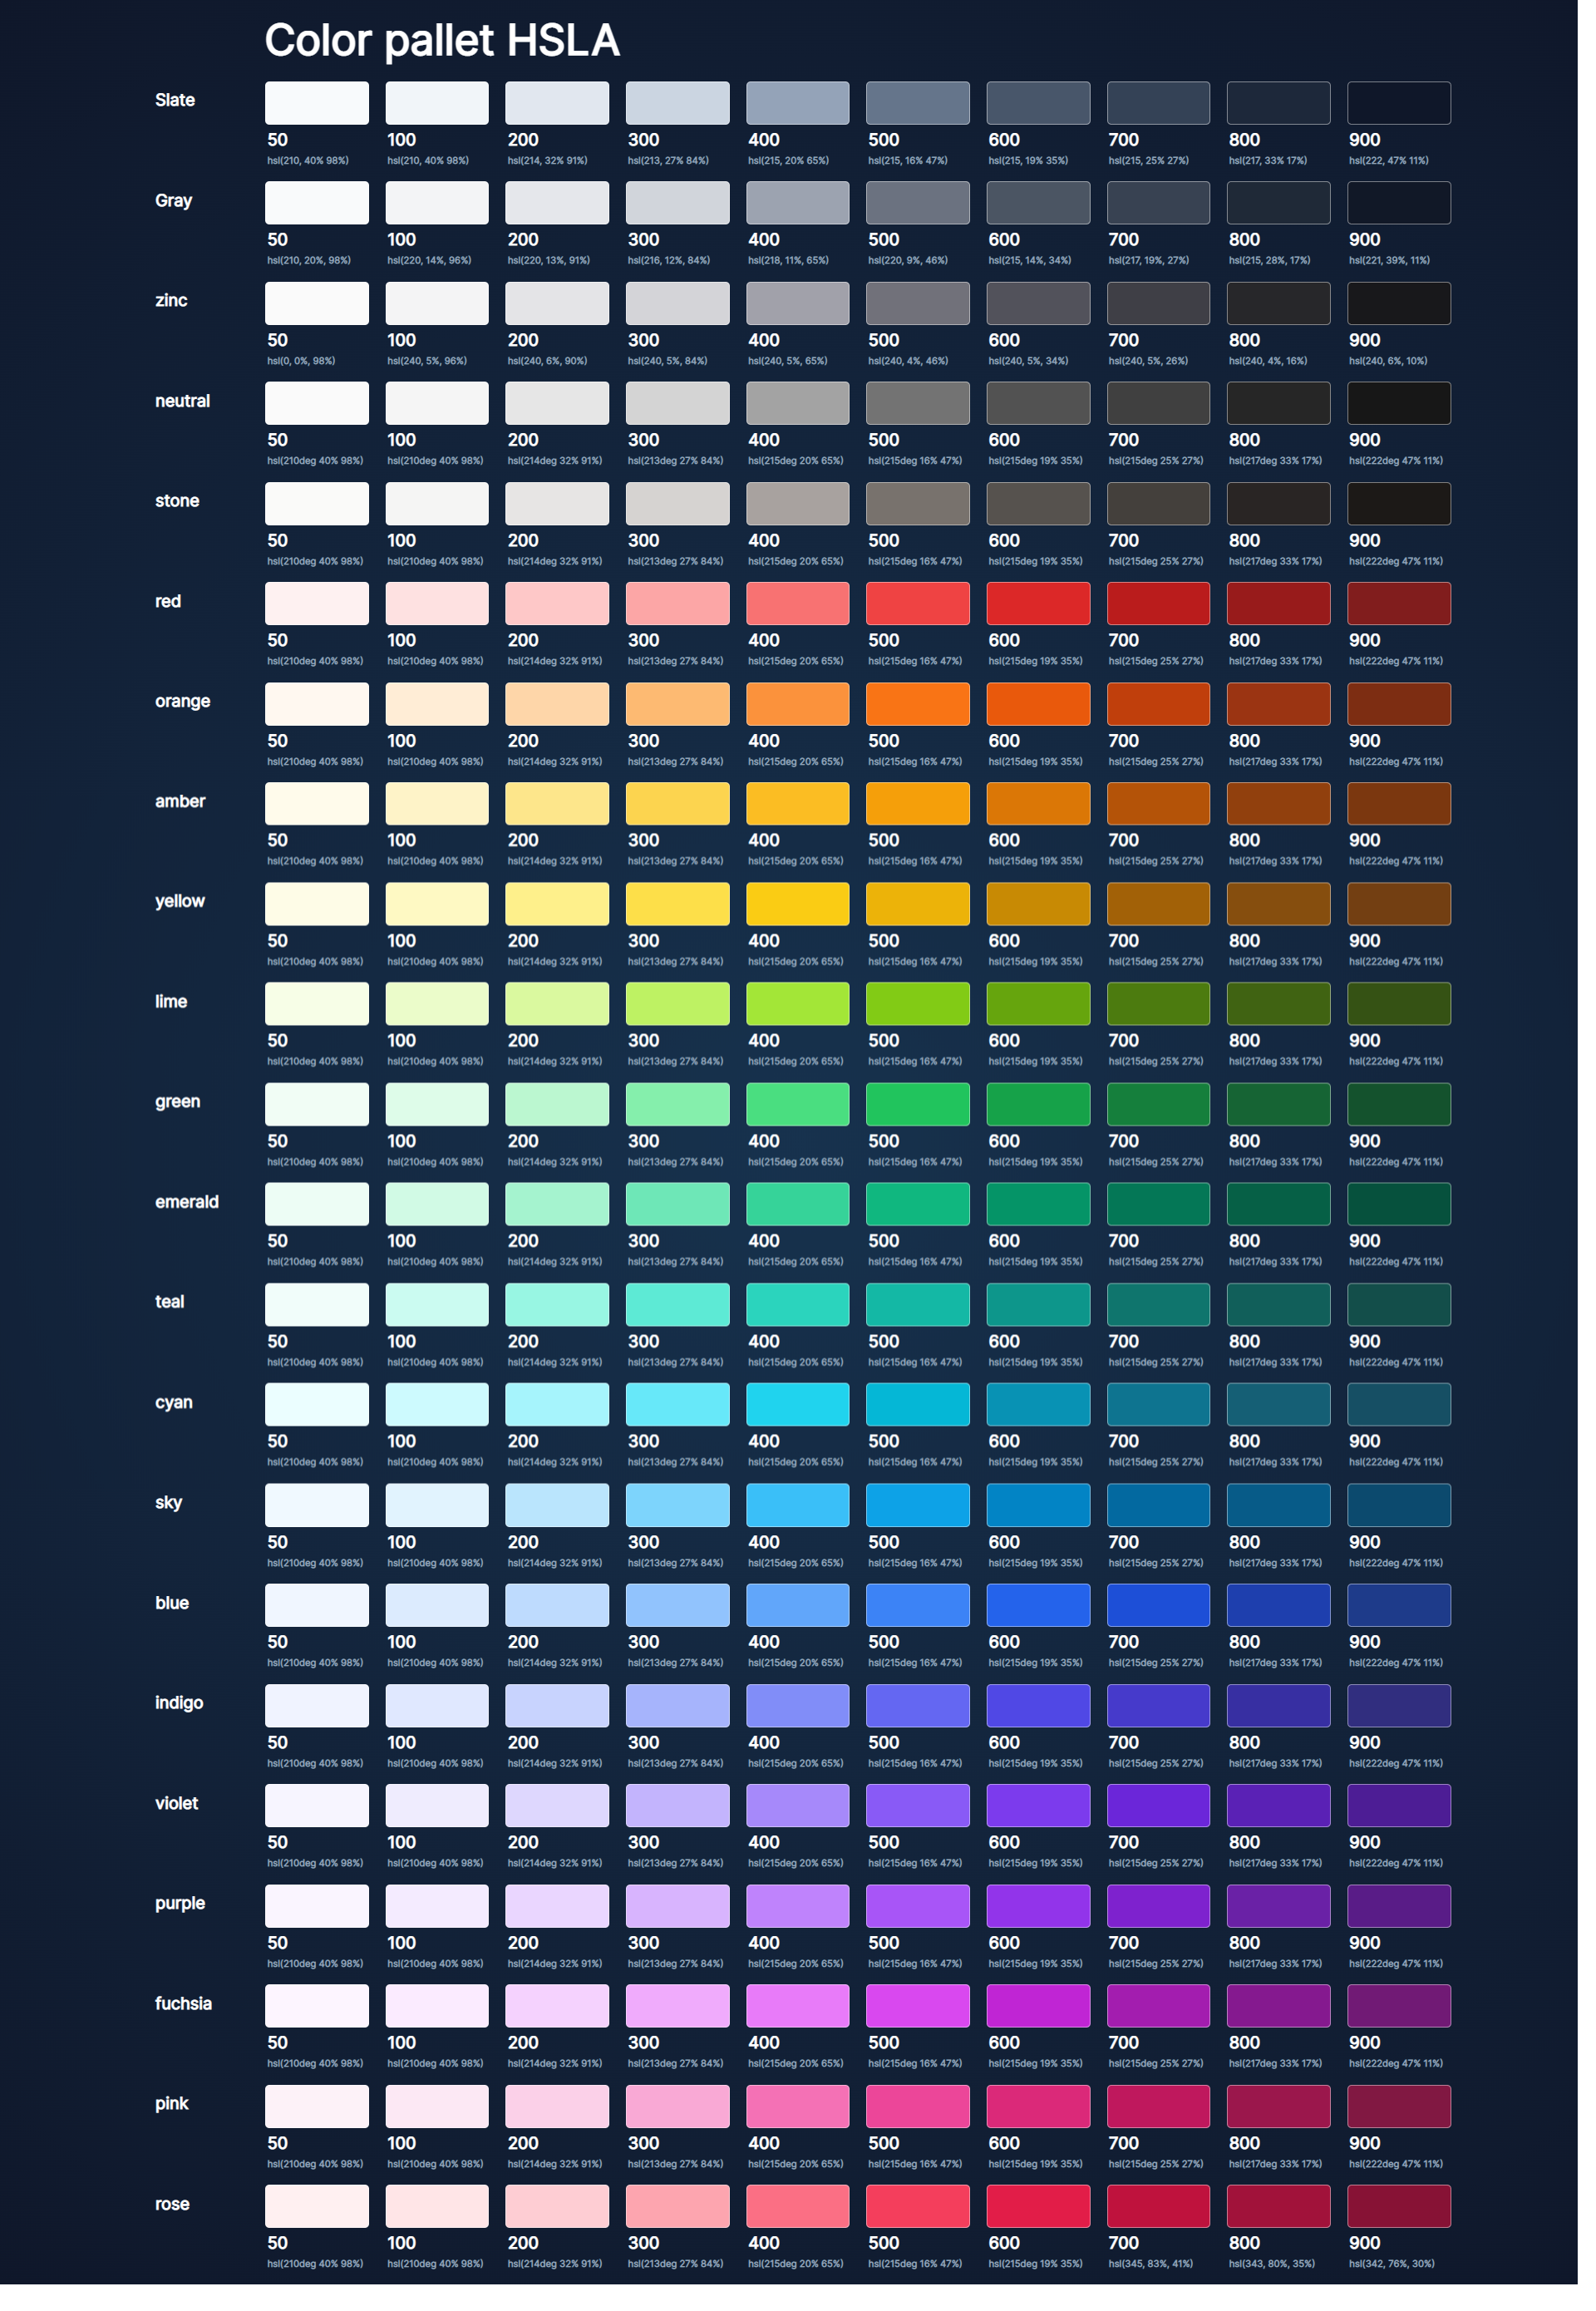 Color pallet HSLA
Slate
50 100 200 300 400 500 600 700 800 900
hsl(210, 40% 98%) hsl(210, 40% 98%) hsl(214, 32% 91%) hsl(213, 27% 84%) hsl(215, 20% 65%) hsl(215, 16% 47%) hsl(215, 19% 35%) hsl(215, 25% 27%) hsl(217, 33% 17%) hsl(222, 47% 11%)
Gray
50 100 200 300 400 500 600 700 800 900
hsl(210, 20%, 98%) hsl(220, 14%, 96%) hsl(220, 13%, 91%) hsl(216, 12%, 84%) hsl(218, 11%, 65%) hsl(220, 9%, 46%) hsl(215, 14%, 34%) hsl(217, 19%, 27%) hsl(215, 28%, 17%) hsl(221, 39%, 11%)
zinc
50 100 200 300 400 500 600 700 800 900
hsl(0, 0%, 98%) hsl(240, 5%, 96%) hsl(240, 6%, 90%) hsl(240, 5%, 84%) hsl(240, 5%, 65%) hsl(240, 4%, 46%) hsl(240, 5%, 34%) hsl(240, 5%, 26%) hsl(240, 4%, 16%) hsl(240, 6%, 10%)
neutral
50 100 200 300 400 500 600 700 800 900
hsl(210deg 40% 98%) hsl(210deg 40% 98%) hsl(214deg 32% 91%) hsl(213deg 27% 84%) hsl(215deg 20% 65%) hsl(215deg 16% 47%) hsl(215deg 19% 35%) hsl(215deg 25% 27%) hsl(217deg 33% 17%) hsl(222deg 47% 11%)
stone
50 100 200 300 400 500 600 700 800 900
hsl(210deg 40% 98%) hsl(210deg 40% 98%) hsl(214deg 32% 91%) hsl(213deg 27% 84%) hsl(215deg 20% 65%) hsl(215deg 16% 47%) hsl(215deg 19% 35%) hsl(215deg 25% 27%) hsl(217deg 33% 17%) hsl(222deg 47% 11%)
red
50 100 200 300 400 500 600 700 800 900
hsl(210deg 40% 98%) hsl(210deg 40% 98%) hsl(214deg 32% 91%) hsl(213deg 27% 84%) hsl(215deg 20% 65%) hsl(215deg 16% 47%) hsl(215deg 19% 35%) hsl(215deg 25% 27%) hsl(217deg 33% 17%) hsl(222deg 47% 11%)
orange
50 100 200 300 400 500 600 700 800 900
hsl(210deg 40% 98%) hsl(210deg 40% 98%) hsl(214deg 32% 91%) hsl(213deg 27% 84%) hsl(215deg 20% 65%) hsl(215deg 16% 47%) hsl(215deg 19% 35%) hsl(215deg 25% 27%) hsl(217deg 33% 17%) hsl(222deg 47% 11%)
amber
50 100 200 300 400 500 600 700 800 900
hsl(210deg 40% 98%) hsl(210deg 40% 98%) hsl(214deg 32% 91%) hsl(213deg 27% 84%) hsl(215deg 20% 65%) hsl(215deg 16% 47%) hsl(215deg 19% 35%) hsl(215deg 25% 27%) hsl(217deg 33% 17%) hsl(222deg 47% 11%)
yellow
50 100 200 300 400 500 600 700 800 900
hsl(210deg 40% 98%) hsl(210deg 40% 98%) hsl(214deg 32% 91%) hsl(213deg 27% 84%) hsl(215deg 20% 65%) hsl(215deg 16% 47%) hsl(215deg 19% 35%) hsl(215deg 25% 27%) hsl(217deg 33% 17%) hsl(222deg 47% 11%)
lime
50 100 200 300 400 500 600 700 800 900
hsl(210deg 40% 98%) hsl(210deg 40% 98%) hsl(214deg 32% 91%) hsl(213deg 27% 84%) hsl(215deg 20% 65%) hsl(215deg 16% 47%) hsl(215deg 19% 35%) hsl(215deg 25% 27%) hsl(217deg 33% 17%) hsl(222deg 47% 11%)
green
50 100 200 300 400 500 600 700 800 900
hsl(210deg 40% 98%) hsl(210deg 40% 98%) hsl(214deg 32% 91%) hsl(213deg 27% 84%) hsl(215deg 20% 65%) hsl(215deg 16% 47%) hsl(215deg 19% 35%) hsl(215deg 25% 27%) hsl(217deg 33% 17%) hsl(222deg 47% 11%)
emerald
50 100 200 300 400 500 600 700 800 900
hsl(210deg 40% 98%) hsl(210deg 40% 98%) hsl(214deg 32% 91%) hsl(213deg 27% 84%) hsl(215deg 20% 65%) hsl(215deg 16% 47%) hsl(215deg 19% 35%) hsl(215deg 25% 27%) hsl(217deg 33% 17%) hsl(222deg 47% 11%)
teal
50 100 200 300 400 500 600 700 800 900
hsl(210deg 40% 98%) hsl(210deg 40% 98%) hsl(214deg 32% 91%) hsl(213deg 27% 84%) hsl(215deg 20% 65%) hsl(215deg 16% 47%) hsl(215deg 19% 35%) hsl(215deg 25% 27%) hsl(217deg 33% 17%) hsl(222deg 47% 11%)
cyan
50 100 200 300 400 500 600 700 800 900
hsl(210deg 40% 98%) hsl(210deg 40% 98%) hsl(214deg 32% 91%) hsl(213deg 27% 84%) hsl(215deg 20% 65%) hsl(215deg 16% 47%) hsl(215deg 19% 35%) hsl(215deg 25% 27%) hsl(217deg 33% 17%) hsl(222deg 47% 11%)
sky
50 100 200 300 400 500 600 700 800 900
hsl(210deg 40% 98%) hsl(210deg 40% 98%) hsl(214deg 32% 91%) hsl(213deg 27% 84%) hsl(215deg 20% 65%) hsl(215deg 16% 47%) hsl(215deg 19% 35%) hsl(215deg 25% 27%) hsl(217deg 33% 17%) hsl(222deg 47% 11%)
blue
50 100 200 300 400 500 600 700 800 900
hsl(210deg 40% 98%) hsl(210deg 40% 98%) hsl(214deg 32% 91%) hsl(213deg 27% 84%) hsl(215deg 20% 65%) hsl(215deg 16% 47%) hsl(215deg 19% 35%) hsl(215deg 25% 27%) hsl(217deg 33% 17%) hsl(222deg 47% 11%)
indigo
50 100 200 300 400 500 600 700 800 900
hsl(210deg 40% 98%) hsl(210deg 40% 98%) hsl(214deg 32% 91%) hsl(213deg 27% 84%) hsl(215deg 20% 65%) hsl(215deg 16% 47%) hsl(215deg 19% 35%) hsl(215deg 25% 27%) hsl(217deg 33% 17%) hsl(222deg 47% 11%)
violet
50 100 200 300 400 500 600 700 800 900
hsl(210deg 40% 98%) hsl(210deg 40% 98%) hsl(214deg 32% 91%) hsl(213deg 27% 84%) hsl(215deg 20% 65%) hsl(215deg 16% 47%) hsl(215deg 19% 35%) hsl(215deg 25% 27%) hsl(217deg 33% 17%) hsl(222deg 47% 11%)
purple
50 100 200 300 400 500 600 700 800 900
hsl(210deg 40% 98%) hsl(210deg 40% 98%) hsl(214deg 32% 91%) hsl(213deg 27% 84%) hsl(215deg 20% 65%) hsl(215deg 16% 47%) hsl(215deg 19% 35%) hsl(215deg 25% 27%) hsl(217deg 33% 17%) hsl(222deg 47% 11%)
fuchsia
50 100 200 300 400 500 600 700 800 900
hsl(210deg 40% 98%) hsl(210deg 40% 98%) hsl(214deg 32% 91%) hsl(213deg 27% 84%) hsl(215deg 20% 65%) hsl(215deg 16% 47%) hsl(215deg 19% 35%) hsl(215deg 25% 27%) hsl(217deg 33% 17%) hsl(222deg 47% 11%)
pink
50 100 200 300 400 500 600 700 800 900
hsl(210deg 40% 98%) hsl(210deg 40% 98%) hsl(214deg 32% 91%) hsl(213deg 27% 84%) hsl(215deg 20% 65%) hsl(215deg 16% 47%) hsl(215deg 19% 35%) hsl(215deg 25% 27%) hsl(217deg 33% 17%) hsl(222deg 47% 11%)
rose
50 100 200 300 400 500 600 700 800 900
hsl(210deg 40% 98%) hsl(210deg 40% 98%) hsl(214deg 32% 91%) hsl(213deg 27% 84%) hsl(215deg 20% 65%) hsl(215deg 16% 47%) hsl(215deg 19% 35%) hsl(345, 83%, 41%) hsl(343, 80%, 35%) hsl(342, 76%, 30%)